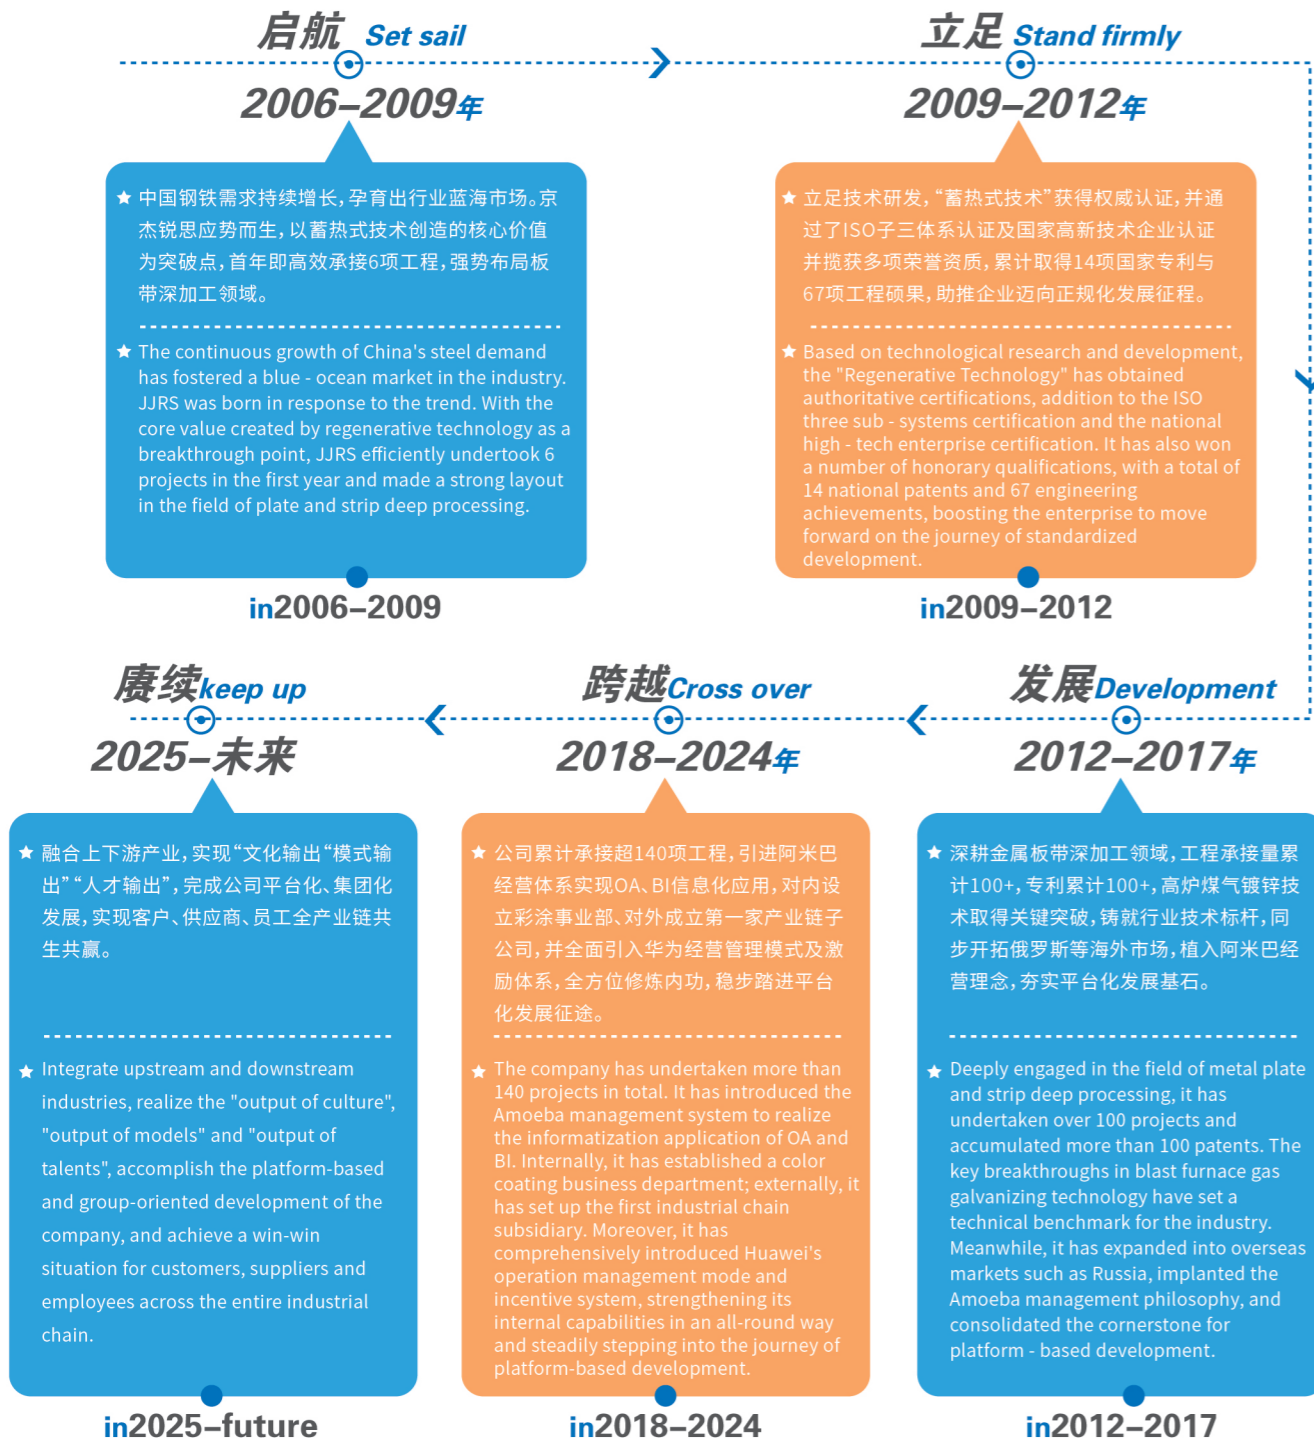 启航 Set sail
2006–2009年
中国钢铁需求持续增长，孕育出行业蓝海市场。京
杰锐思应势而生，以蓄热式技术创造的核心价值
为突破点，首年即高效承接6项工程，强势布局板
带深加工领域。
The continuous growth of China's steel demand
has fostered a blue - ocean market in the industry.
JJRS was born in response to the trend. With the
core value created by regenerative technology as a
breakthrough point, JJRS efficiently undertook 6
projects in the first year and made a strong layout
in the field of plate and strip deep processing.
in2006–2009
立足 Stand firmly
2009–2012年
立足技术研发，“蓄热式技术”获得权威认证，并通
过了ISO子三体系认证及国家高新技术企业认证
并揽获多项荣誉资质，累计取得14项国家专利与
67项工程硕果，助推企业迈向正规化发展征程。
Based on technological research and development,
the "Regenerative Technology" has obtained
authoritative certifications, addition to the ISO
three sub - systems certification and the national
high - tech enterprise certification. It has also won
a number of honorary qualifications, with a total of
14 national patents and 67 engineering
achievements, boosting the enterprise to move
forward on the journey of standardized
development.
in2009–2012
发展Development
2012–2017年
深耕金属板带深加工领域，工程承接量累
计100+，专利累计100+，高炉煤气镀锌技
术取得关键突破，铸就行业技术标杆，同
步开拓俄罗斯等海外市场，植入阿米巴经
营理念，夯实平台化发展基石。
Deeply engaged in the field of metal plate
and strip deep processing, it has
undertaken over 100 projects and
accumulated more than 100 patents. The
key breakthroughs in blast furnace gas
galvanizing technology have set a
technical benchmark for the industry.
Meanwhile, it has expanded into overseas
markets such as Russia, implanted the
Amoeba management philosophy, and
consolidated the cornerstone for
platform - based development.
in2012–2017
跨越Cross over
2018–2024年
公司累计承接超140项工程，引进阿米巴
经营体系实现OA、BI信息化应用，对内设
立彩涂事业部、对外成立第一家产业链子
公司，并全面引入华为经营管理模式及激
励体系，全方位修炼内功，稳步踏进平台
化发展征途。
The company has undertaken more than
140 projects in total. It has introduced the
Amoeba management system to realize
the informatization application of OA and
BI. Internally, it has established a color
coating business department; externally, it
has set up the first industrial chain
subsidiary. Moreover, it has
comprehensively introduced Huawei's
operation management mode and
incentive system, strengthening its
internal capabilities in an all-round way
and steadily stepping into the journey of
platform-based development.
in2018–2024
赓续keep up
2025–未来
融合上下游产业，实现“文化输出“模式输
出”“人才输出”，完成公司平台化、集团化
发展，实现客户、供应商、员工全产业链共
生共赢。
Integrate upstream and downstream
industries, realize the "output of culture",
"output of models" and "output of
talents", accomplish the platform-based
and group-oriented development of the
company, and achieve a win-win
situation for customers, suppliers and
employees across the entire industrial
chain.
in2025–future